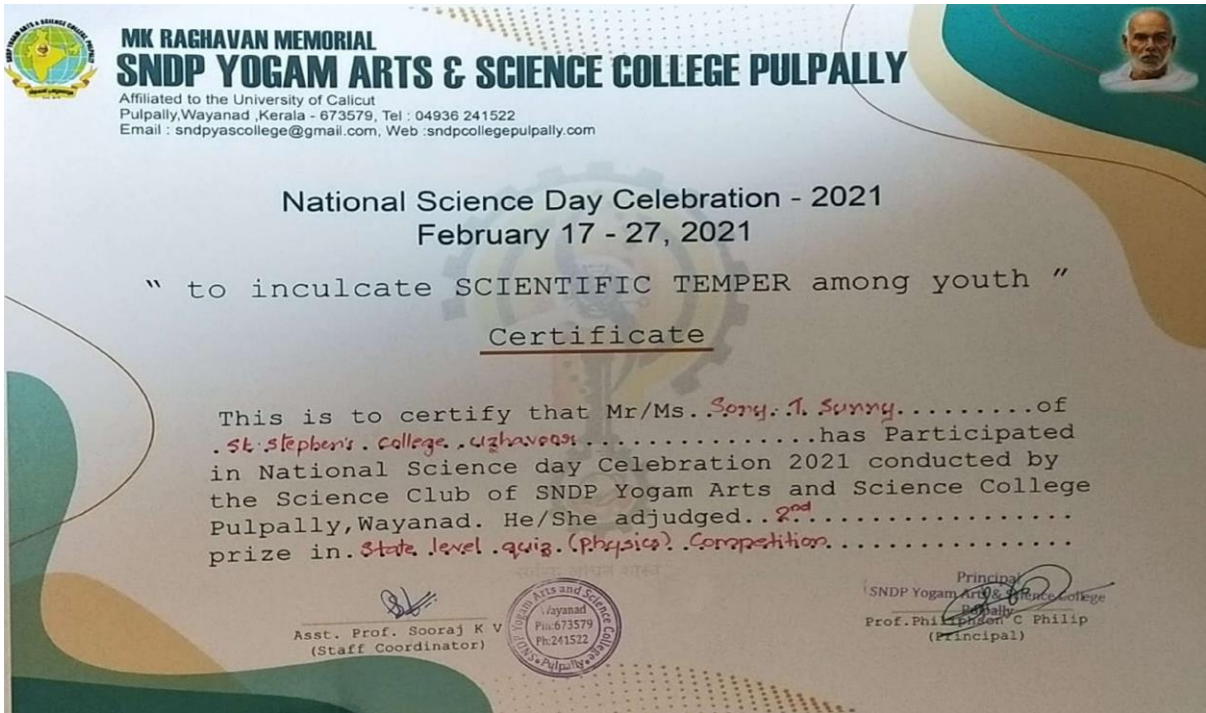 MK RAGHAVAN MEMORIAL
SNDP YOGAM ARTS & SCIENCE COLLEGE PULPALLY
Affiliated to the University of Calicut
Pulpally,Wayanad ,Kerala - 673579, Tel : 04936 241522
Email : sndpyascollege@gmail.com, Web :sndpcollegepulpally.com
National Science Day Celebration - 2021
February 17 - 27, 2021
" to inculcate SCIENTIFIC TEMPER among youth "
Certificate
This is to certify that Mr/Ms..Sony. T. Sunny.........of
.St.Stephen's.College..Uzhavoor...............has Participated
in National Science day Celebration 2021 conducted by
the Science Club of SNDP Yogam Arts and Science College
Pulpally,Wayanad. He/She adjudged..2nd..................
prize in.State.level.quiz.(Physics).Competition................
Asst. Prof. Sooraj K V
(Staff Coordinator)
SNDP Yogam Arts and Science College
Wayanad
Pin:673579
Ph:241522
Pulpally
Principal
SNDP Yogam Arts & Science College
Pulpally
Prof.Philipson C Philip
(Principal)